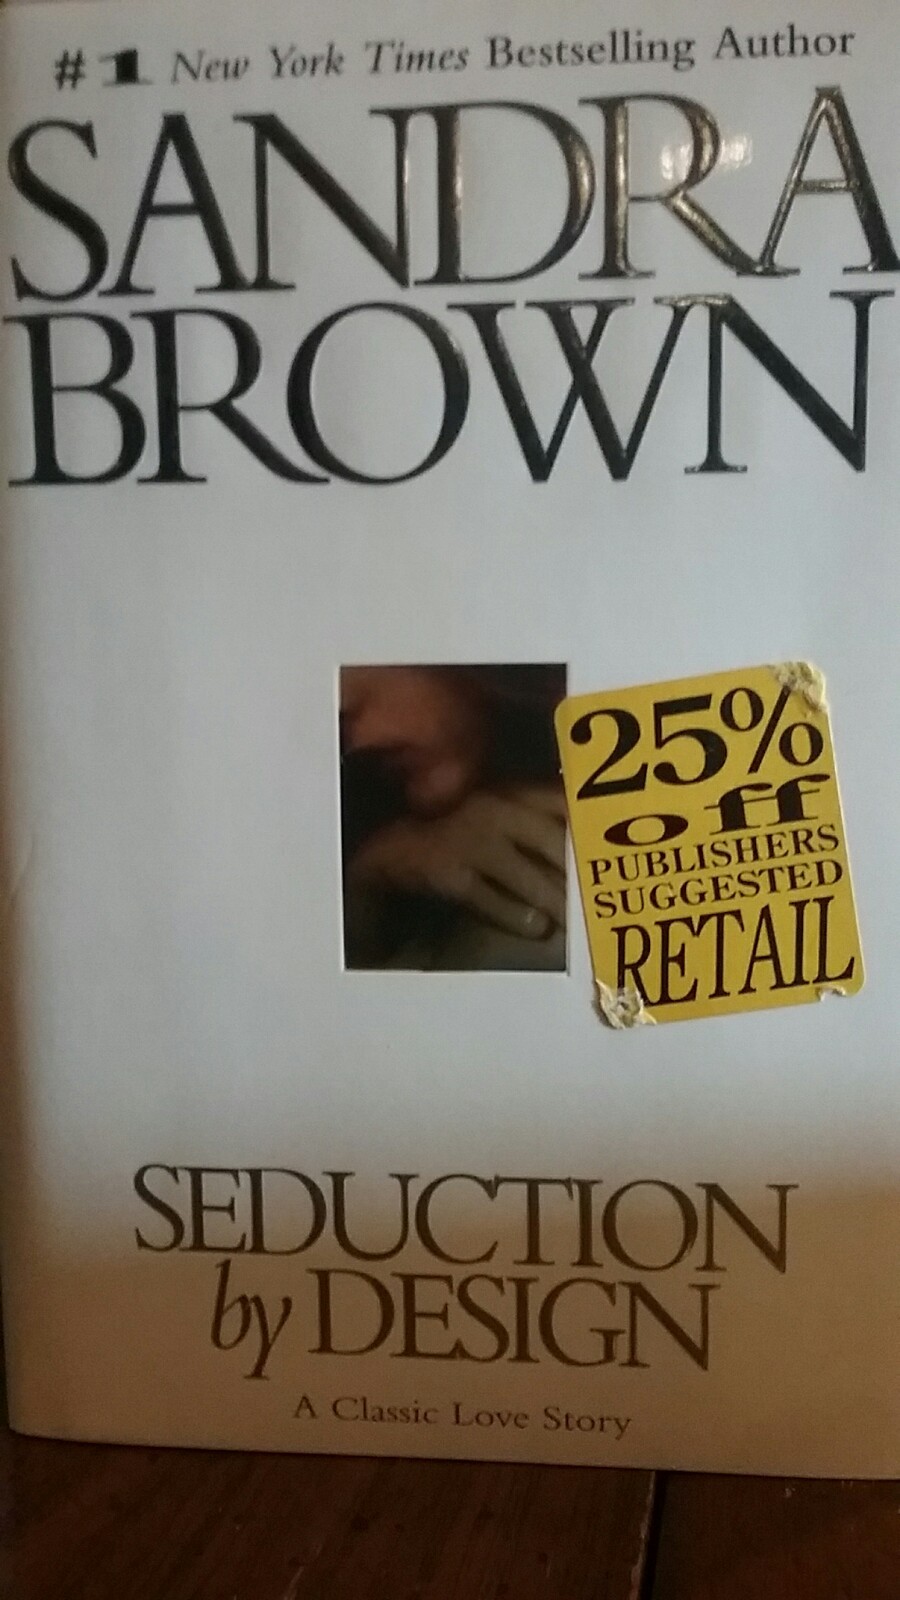 #1 New York Times Bestselling Author
SANDRA
BROWN
25%
off
PUBLISHERS
SUGGESTED
RETAIL
SEDUCTION
by DESIGN
A Classic Love Story